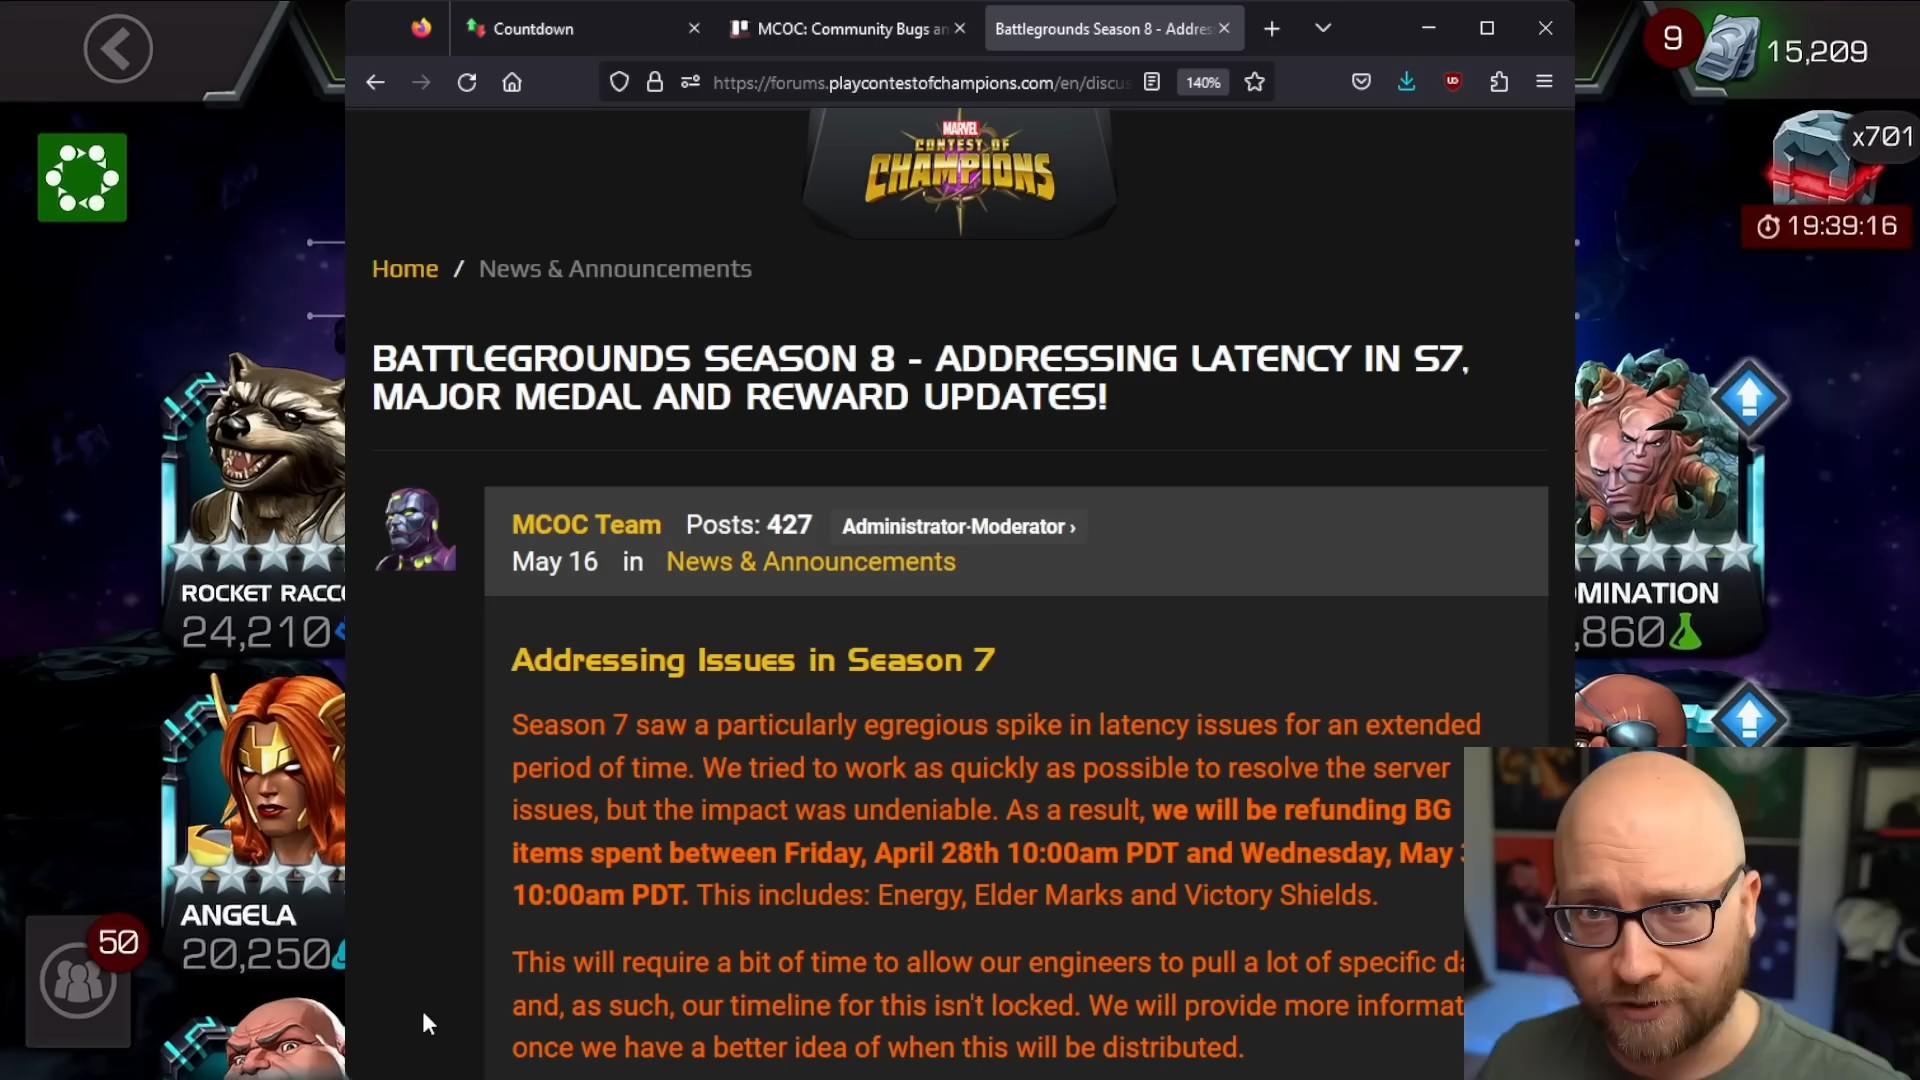 Countdown
MCOC: Community Bugs an
Battlegrounds Season 8 - Addres
https://forums.playcontestofchampions.com/en/discus
140%
9
15,209
x701
19:39:16
MARVEL
CONTEST OF
CHAMPIONS
Home / News & Announcements
BATTLEGROUNDS SEASON 8 - ADDRESSING LATENCY IN S7,
MAJOR MEDAL AND REWARD UPDATES!
MCOC Team Posts: 427 Administrator·Moderator ›
May 16 in News & Announcements
Addressing Issues in Season 7
Season 7 saw a particularly egregious spike in latency issues for an extended
period of time. We tried to work as quickly as possible to resolve the server
issues, but the impact was undeniable. As a result, we will be refunding BG
items spent between Friday, April 28th 10:00am PDT and Wednesday, May
10:00am PDT. This includes: Energy, Elder Marks and Victory Shields.
This will require a bit of time to allow our engineers to pull a lot of specific da
and, as such, our timeline for this isn't locked. We will provide more informat
once we have a better idea of when this will be distributed.
ROCKET RACC
24,210
ANGELA
20,250
50
OMINATION
,860